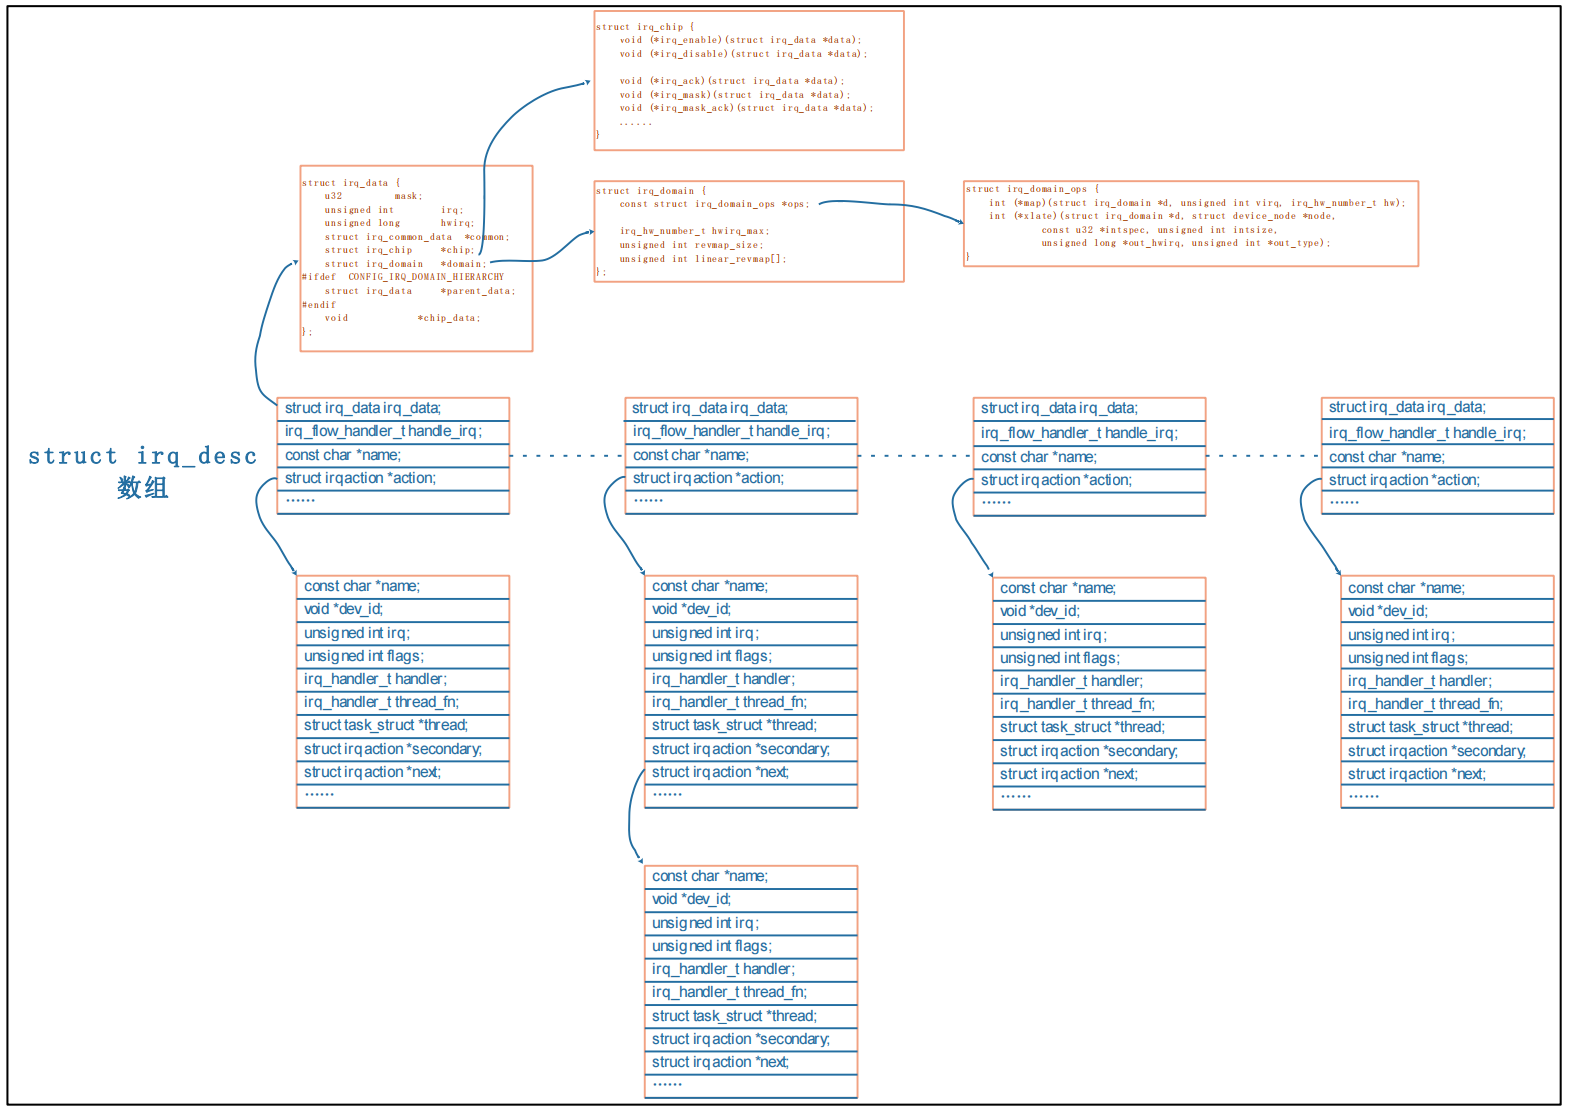 struct irq_chip {
void (*irq_enable)(struct irq_data *data);
void (*irq_disable)(struct irq_data *data);
void (*irq_ack)(struct irq_data *data);
void (*irq_mask)(struct irq_data *data);
void (*irq_mask_ack)(struct irq_data *data);
......
}
struct irq_data {
u32 mask;
unsigned int irq;
unsigned long hwirq;
struct irq_common_data *common;
struct irq_chip *chip;
struct irq_domain *domain;
#ifdef CONFIG_IRQ_DOMAIN_HIERARCHY
struct irq_data *parent_data;
#endif
void *chip_data;
};
struct irq_domain {
const struct irq_domain_ops *ops;
irq_hw_number_t hwirq_max;
unsigned int revmap_size;
unsigned int linear_revmap[];
};
struct irq_domain_ops {
int (*map)(struct irq_domain *d, unsigned int virq, irq_hw_number_t hw);
int (*xlate)(struct irq_domain *d, struct device_node *node,
const u32 *intspec, unsigned int intsize,
unsigned long *out_hwirq, unsigned int *out_type);
}
struct irq_desc
数组
struct irq_data irq_data;
irq_flow_handler_t handle_irq;
const char *name;
struct irqaction *action;
......
struct irq_data irq_data;
irq_flow_handler_t handle_irq;
const char *name;
struct irqaction *action;
......
struct irq_data irq_data;
irq_flow_handler_t handle_irq;
const char *name;
struct irqaction *action;
......
struct irq_data irq_data;
irq_flow_handler_t handle_irq;
const char *name;
struct irqaction *action;
......
const char *name;
void *dev_id;
unsigned int irq;
unsigned int flags;
irq_handler_t handler;
irq_handler_t thread_fn;
struct task_struct *thread;
struct irqaction *secondary;
struct irqaction *next;
......
const char *name;
void *dev_id;
unsigned int irq;
unsigned int flags;
irq_handler_t handler;
irq_handler_t thread_fn;
struct task_struct *thread;
struct irqaction *secondary;
struct irqaction *next;
......
const char *name;
void *dev_id;
unsigned int irq;
unsigned int flags;
irq_handler_t handler;
irq_handler_t thread_fn;
struct task_struct *thread;
struct irqaction *secondary;
struct irqaction *next;
......
const char *name;
void *dev_id;
unsigned int irq;
unsigned int flags;
irq_handler_t handler;
irq_handler_t thread_fn;
struct task_struct *thread;
struct irqaction *secondary;
struct irqaction *next;
......
const char *name;
void *dev_id;
unsigned int irq;
unsigned int flags;
irq_handler_t handler;
irq_handler_t thread_fn;
struct task_struct *thread;
struct irqaction *secondary;
struct irqaction *next;
......